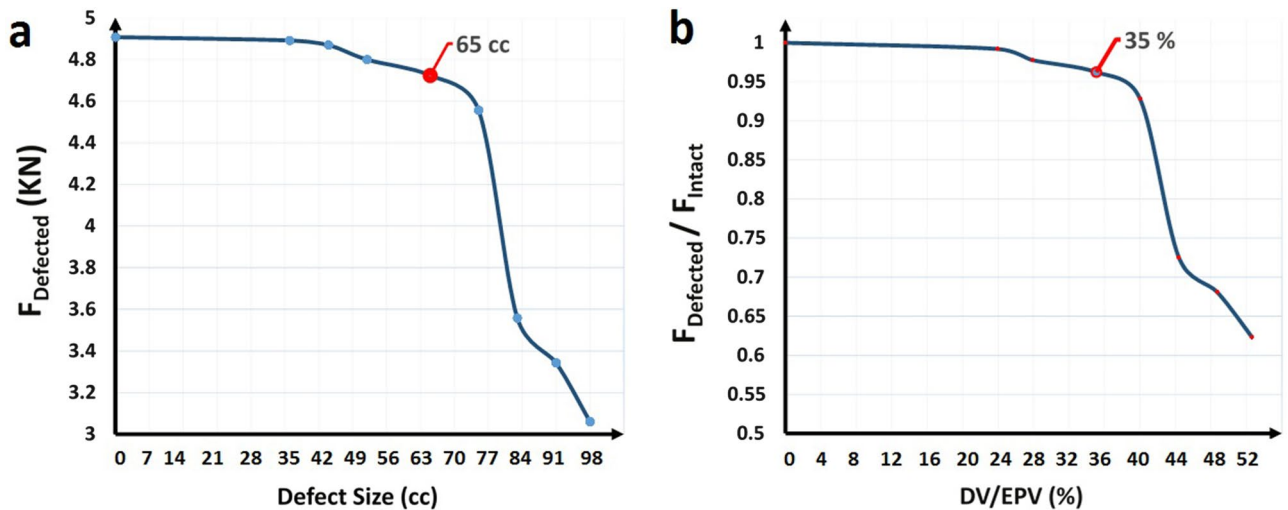 a
5
4.8
4.6
4.4
4.2
4
3.8
3.6
3.4
3.2
3
F Defected (KN)
65 cc
0 7 14 21 28 35 42 49 56 63 70 77 84 91 98
Defect Size (cc)
b
1
0.95
0.9
0.85
0.8
0.75
0.7
0.65
0.6
0.55
0.5
F Defected / F Intact
35 %
0 4 8 12 16 20 24 28 32 36 40 44 48 52
DV/EPV (%)